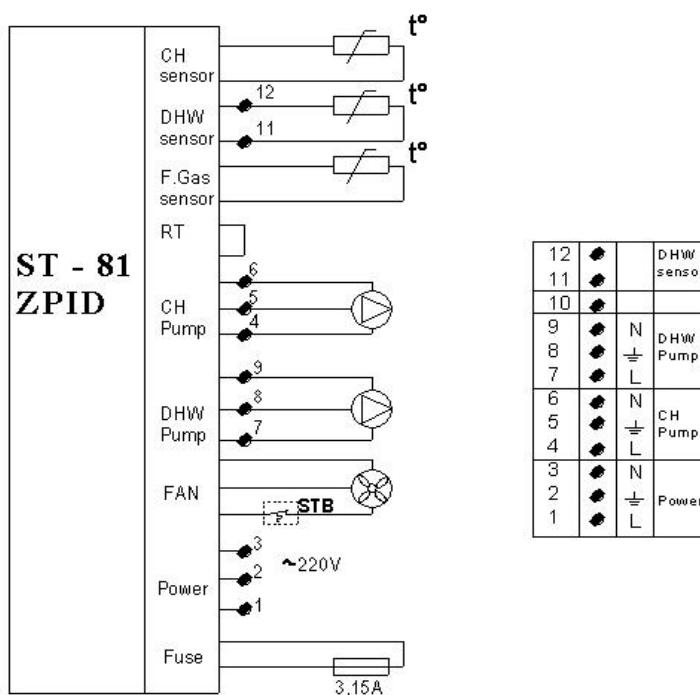 t°
CH
sensor
12
t°
DHW
sensor
11
t°
F.Gas
sensor
RT
ST - 81
ZPID
6
5
CH
Pump
4
9
8
DHW
Pump
7
FAN
STB
3
~220V
2
Power
1
Fuse
3.15A
12 DHW
11 senso
10
9 N DHW
8 Pump
7 L
6 N CH
5 Pump
4 L
3 N
2 Power
1 L